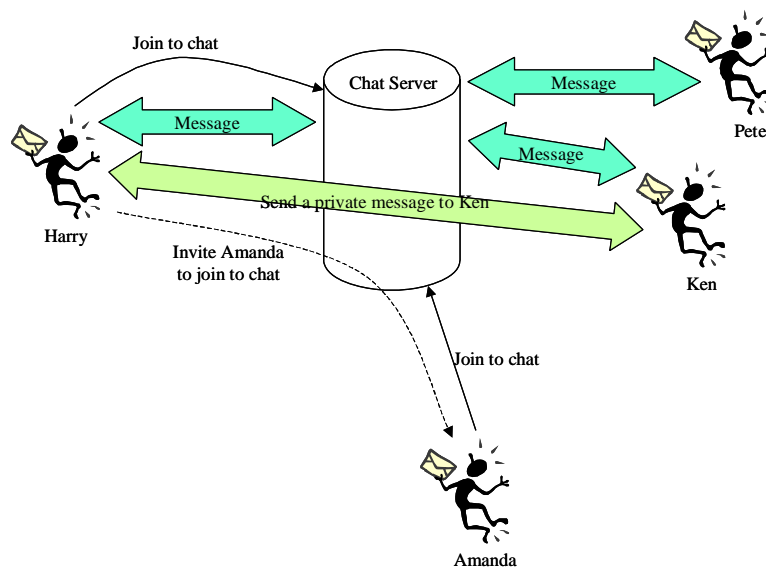 Join to chat
Chat Server
Message
Message
Pete
Message
Send a private message to Ken
Harry
Invite Amanda
to join to chat
Ken
Join to chat
Amanda